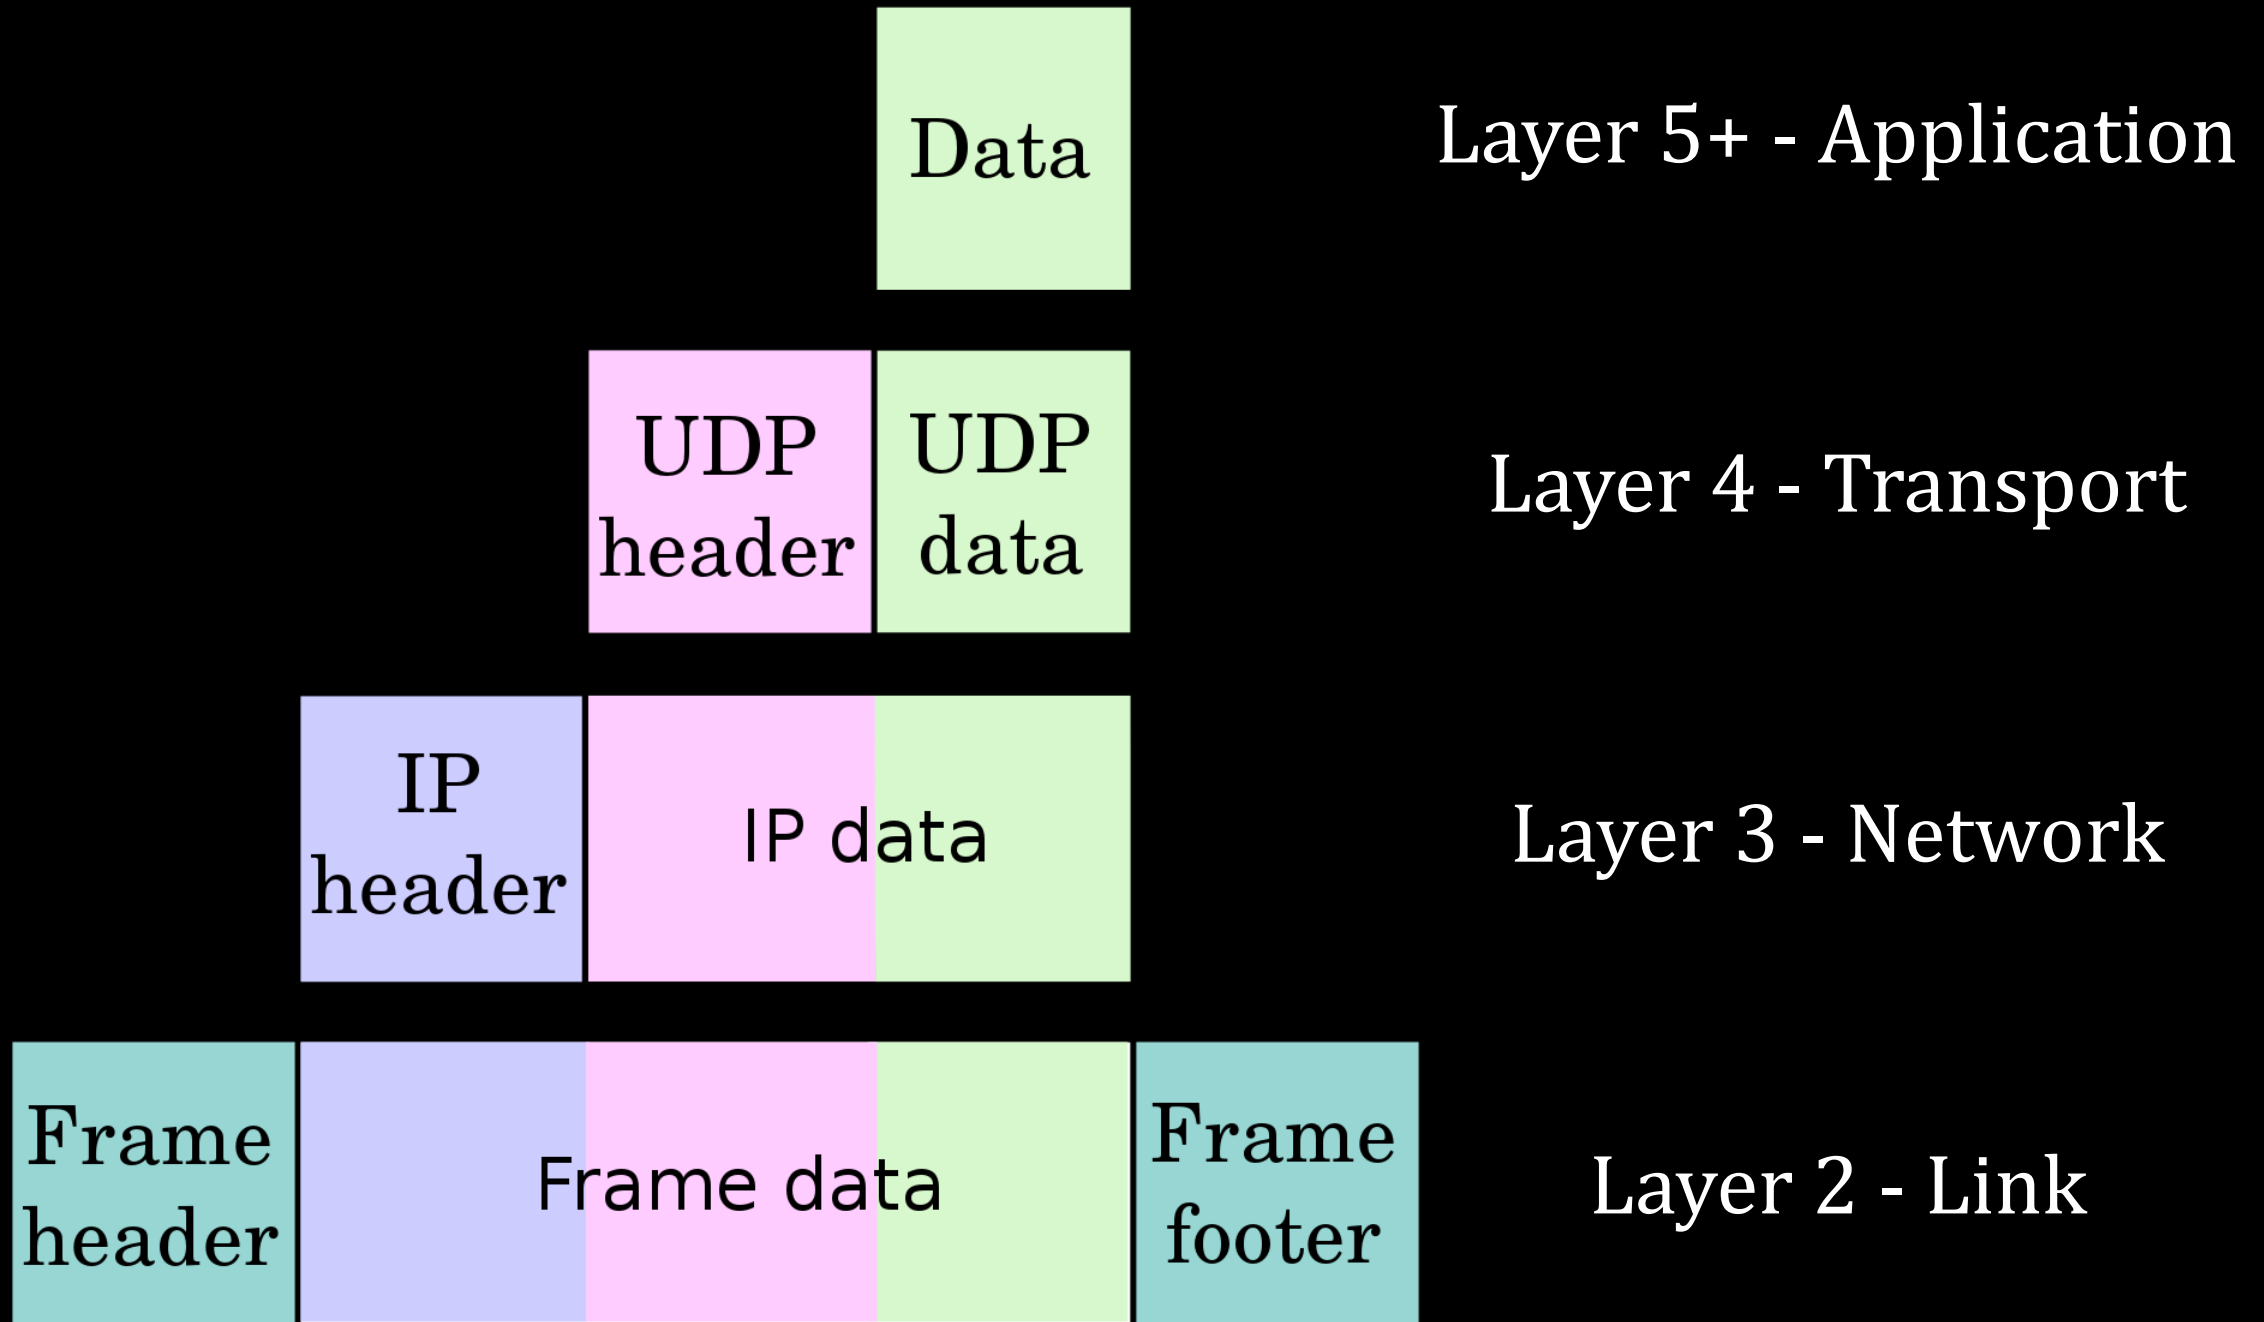 Data
Layer 5+ - Application
UDP
header
UDP
data
Layer 4 - Transport
IP
header
IP data
Layer 3 - Network
Frame
header
Frame data
Frame
footer
Layer 2 - Link